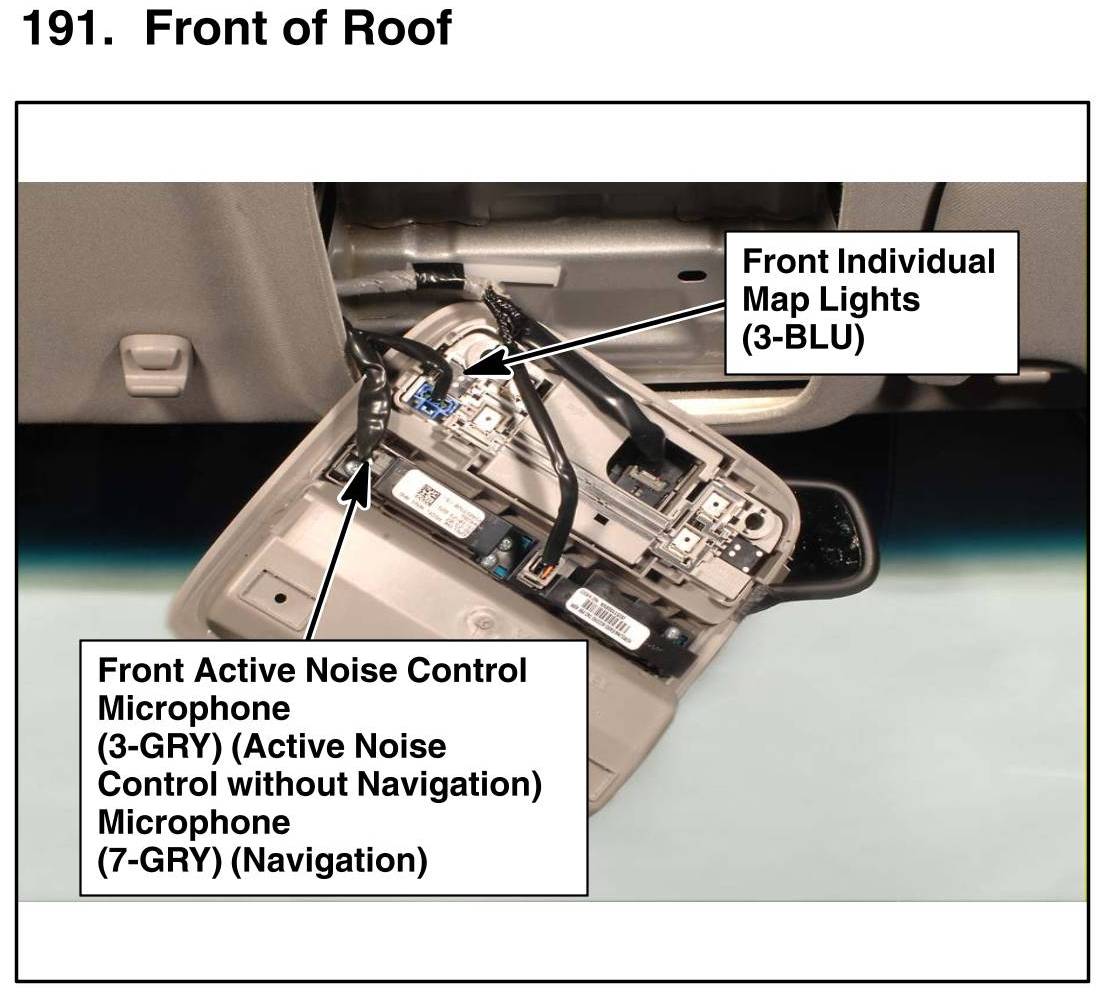 191. Front of Roof
Front Individual
Map Lights
(3-BLU)
Front Active Noise Control
Microphone
(3-GRY) (Active Noise
Control without Navigation)
Microphone
(7-GRY) (Navigation)